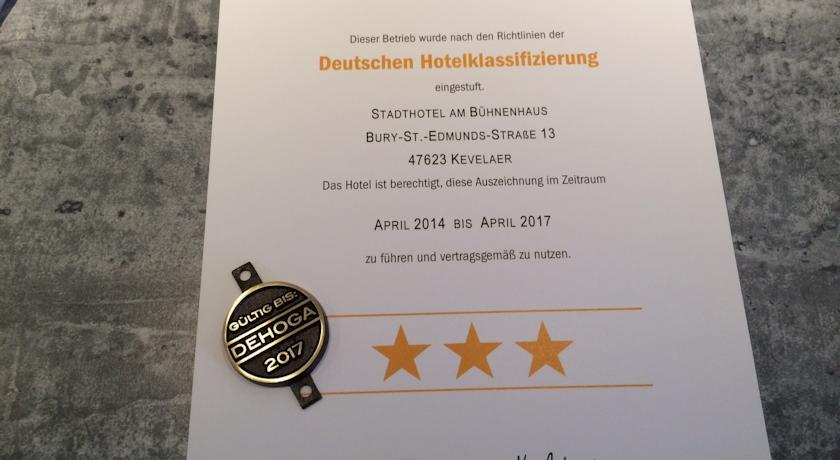 Dieser Betrieb wurde nach den Richtlinien der
Deutschen Hotelklassifizierung
eingestuft.
STADTHOTEL AM BÜHNENHAUS
BURY-ST.-EDMUNDS-STRAßE 13
47623 KEVELAER
Das Hotel ist berechtigt, diese Auszeichnung im Zeitraum
APRIL 2014 BIS APRIL 2017
zu führen und vertragsgemäß zu nutzen.
GÜLTIG BIS:
DEHOGA
2017